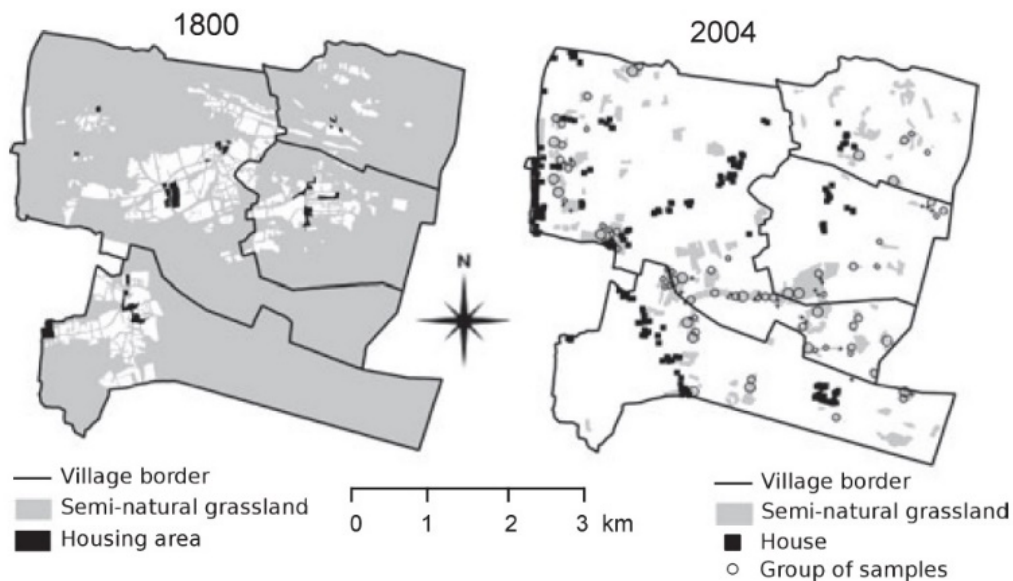 1800
2004
N
Village border
Semi-natural grassland
Housing area
0 1 2 3 km
Village border
Semi-natural grassland
House
Group of samples